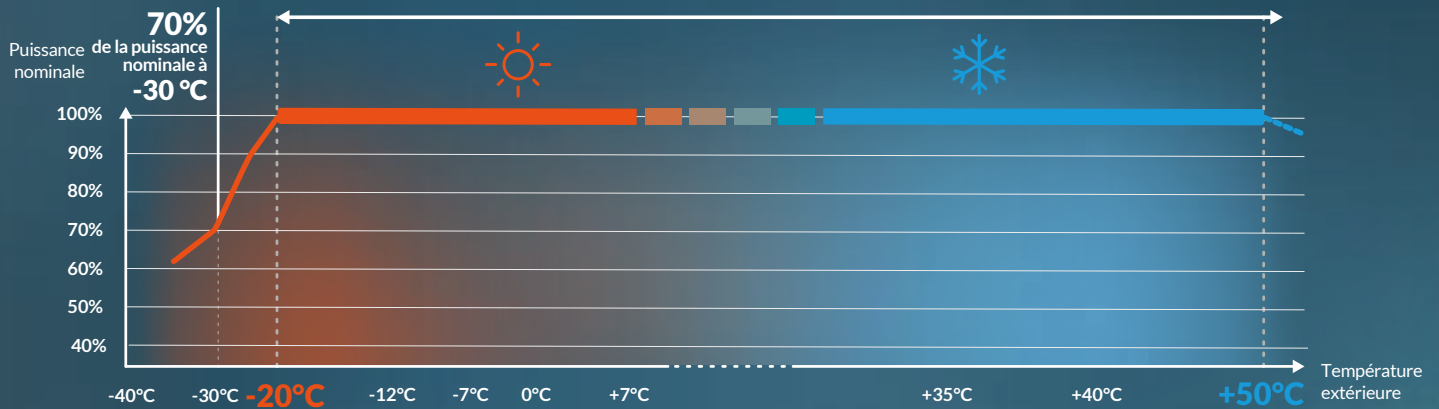 70%
de la puissance
nominale à
-30 °C
Puissance
nominale
100%
90%
80%
70%
60%
50%
40%
-40°C
-30°C
-20°C
-12°C
-7°C
0°C
+7°C
+35°C
+40°C
+50°C
Température
extérieure